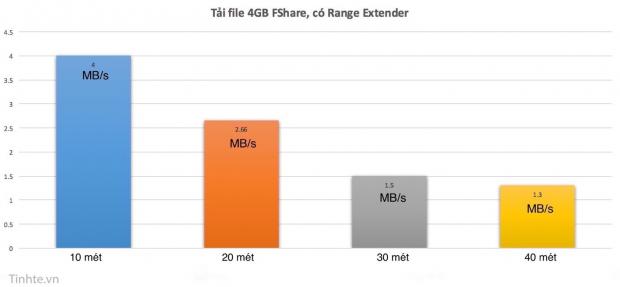 Tải file 4GB FShare, có Range Extender
4.5
4
3.5
3
2.5
2
1.5
1
0.5
0
4
MB/s
2.66
MB/s
1.5
MB/s
1.3
MB/s
10 mét
20 mét
30 mét
40 mét
Tinhte.vn